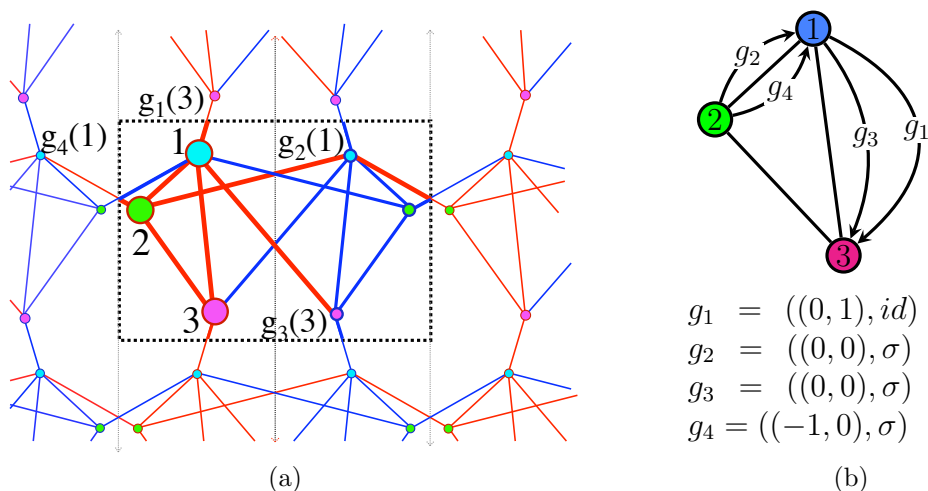 g₁(3)
g₄(1)
1
g₂(1)
2
3
g₃(3)
(a)
1
g₂
g₄
2
g₃
g₁
3
g₁ = ((0, 1), id)
g₂ = ((0, 0), σ)
g₃ = ((0, 0), σ)
g₄ = ((−1, 0), σ)
(b)